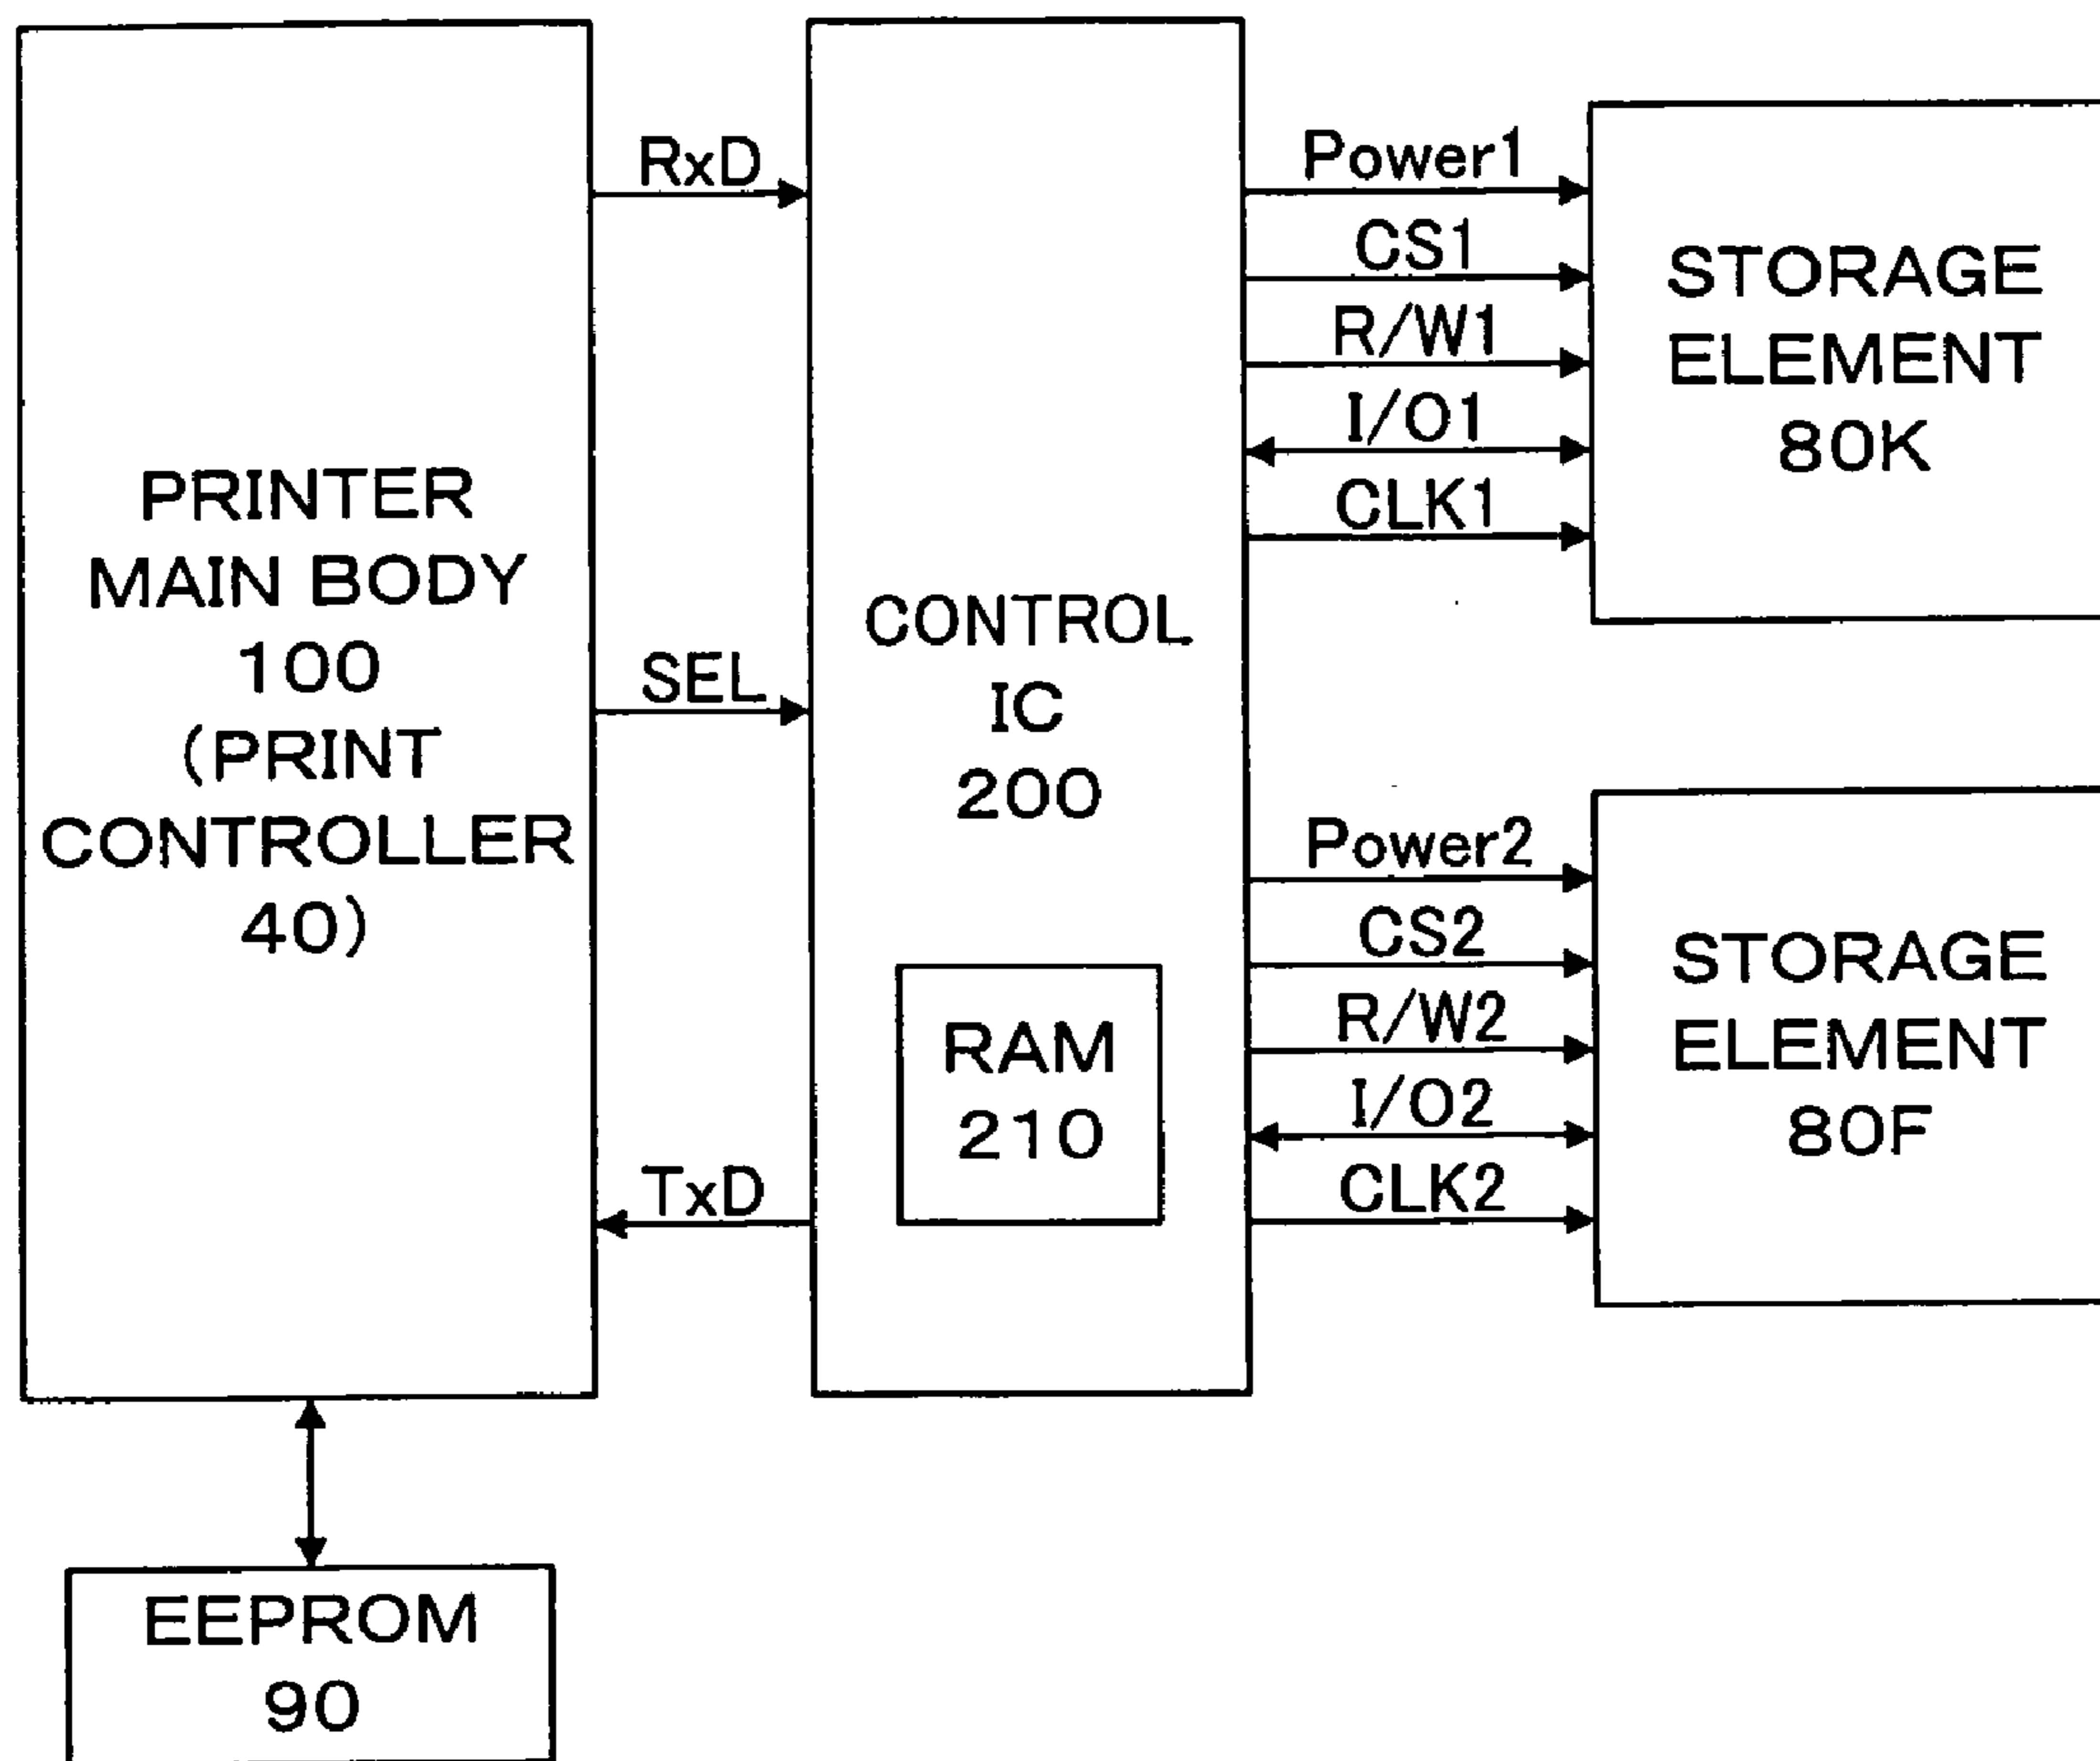 PRINTER
MAIN BODY
100
(PRINT
CONTROLLER
40)
RxD
SEL
TxD
CONTROL
IC
200
RAM
210
Power1
CS1
R/W1
I/O1
CLK1
STORAGE
ELEMENT
80K
Power2
CS2
R/W2
I/O2
CLK2
STORAGE
ELEMENT
80F
EEPROM
90